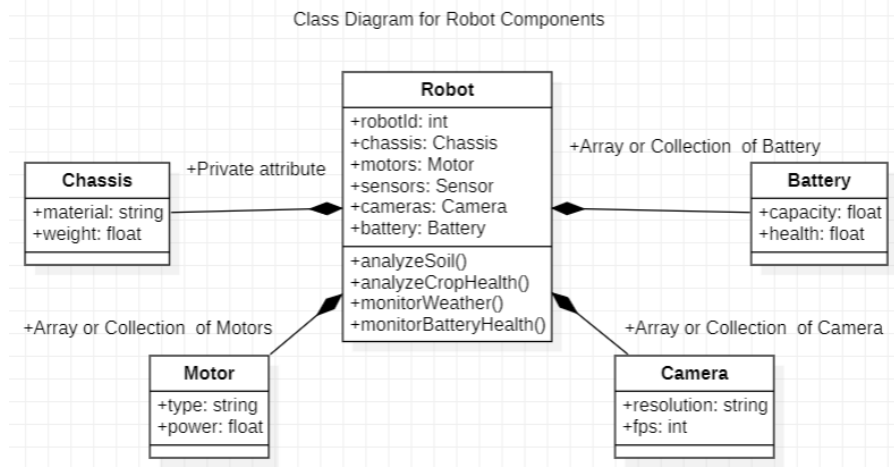 Class Diagram for Robot Components
Robot
+robotId: int
+chassis: Chassis
+motors: Motor
+sensors: Sensor
+cameras: Camera
+battery: Battery
+analyzeSoil()
+analyzeCropHealth()
+monitorWeather()
+monitorBatteryHealth()
+Private attribute
Chassis
+material: string
+weight: float
+Array or Collection of Battery
Battery
+capacity: float
+health: float
+Array or Collection of Motors
Motor
+type: string
+power: float
+Array or Collection of Camera
Camera
+resolution: string
+fps: int